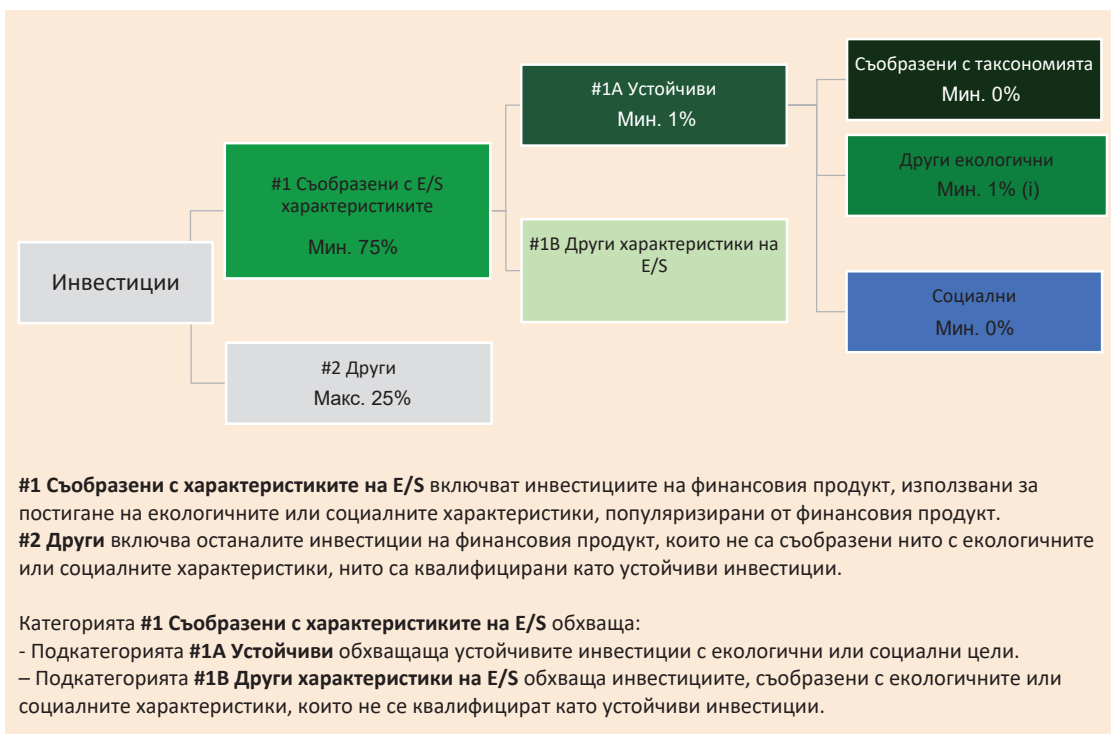 Инвестиции
#1 Съобразени с E/S
характеристиките
Мин. 75%
#2 Други
Макс. 25%
#1А Устойчиви
Мин. 1%
#1В Други характеристики на
E/S
Съобразени с таксономията
Мин. 0%
Други екологични
Мин. 1% (i)
Социални
Мин. 0%
#1 Съобразени с характеристиките на E/S включват инвестициите на финансовия продукт, използвани за
постигане на екологичните или социалните характеристики, популяризирани от финансовия продукт.
#2 Други включва останалите инвестиции на финансовия продукт, които не са съобразени нито с екологичните
или социалните характеристики, нито са квалифицирани като устойчиви инвестиции.
Категорията #1 Съобразени с характеристиките на E/S обхваща:
- Подкатегорията #1А Устойчиви обхващаща устойчивите инвестиции с екологични или социални цели.
– Подкатегорията #1В Други характеристики на E/S обхваща инвестициите, съобразени с екологичните или
социалните характеристики, които не се квалифицират като устойчиви инвестиции.